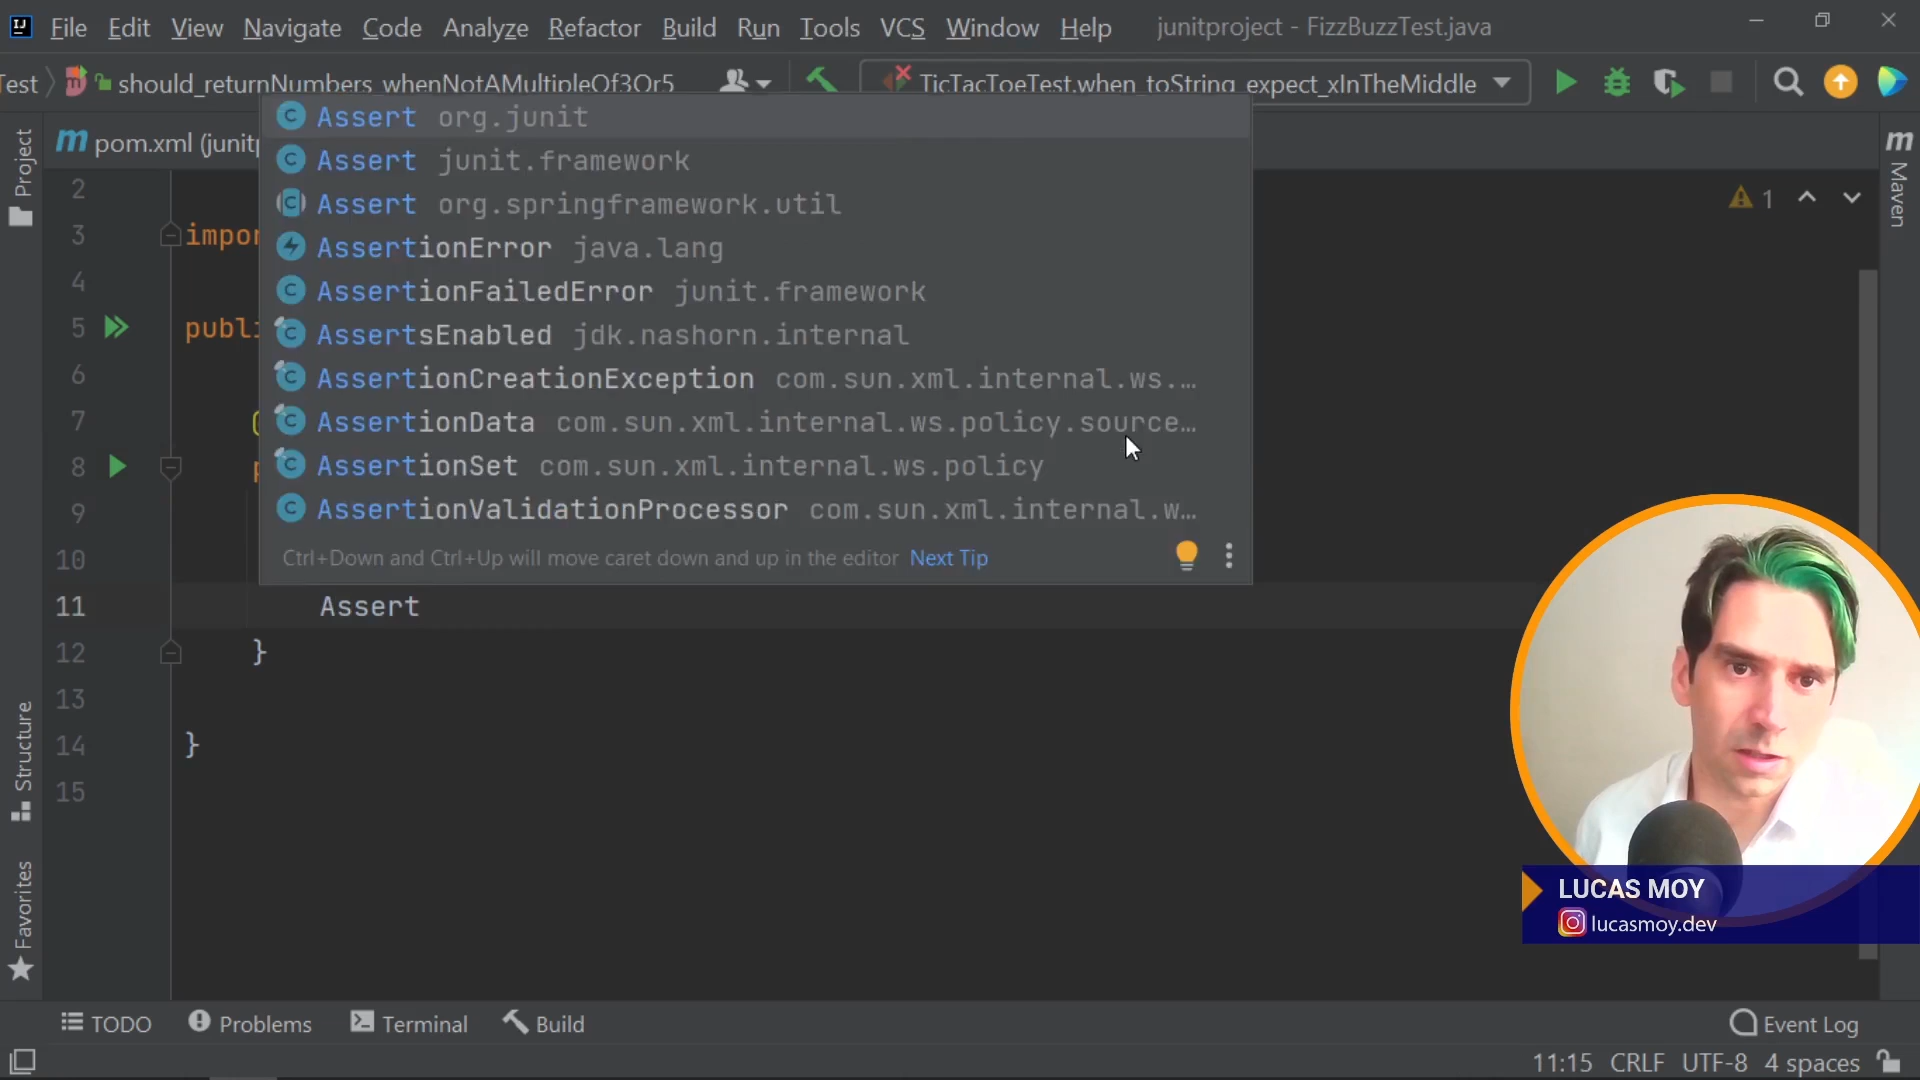 File Edit View Navigate Code Analyze Refactor Build Run Tools VCS Window Help junitproject - FizzBuzzTest.java
Test should_returnNumbers_whenNotAMultipleOf3Or5 TicTacToeTest.when_toString_expect_xInTheMiddle
pom.xml (junitp
Assert org.junit
Assert junit.framework
Assert org.springframework.util
AssertionError java.lang
AssertionFailedError junit.framework
AssertsEnabled jdk.nashorn.internal
AssertionCreationException com.sun.xml.internal.ws.…
AssertionData com.sun.xml.internal.ws.policy.source…
AssertionSet com.sun.xml.internal.ws.policy
AssertionValidationProcessor com.sun.xml.internal.w…
Ctrl+Down and Ctrl+Up will move caret down and up in the editor Next Tip
1
2
3 impor
4
5 publi
6
7 @
8 p
9
10
11 Assert
12 }
13
14 }
15
Project
Structure
Favorites
Maven
LUCAS MOY
lucasmoy.dev
TODO Problems Terminal Build Event Log
11:15 CRLF UTF-8 4 spaces